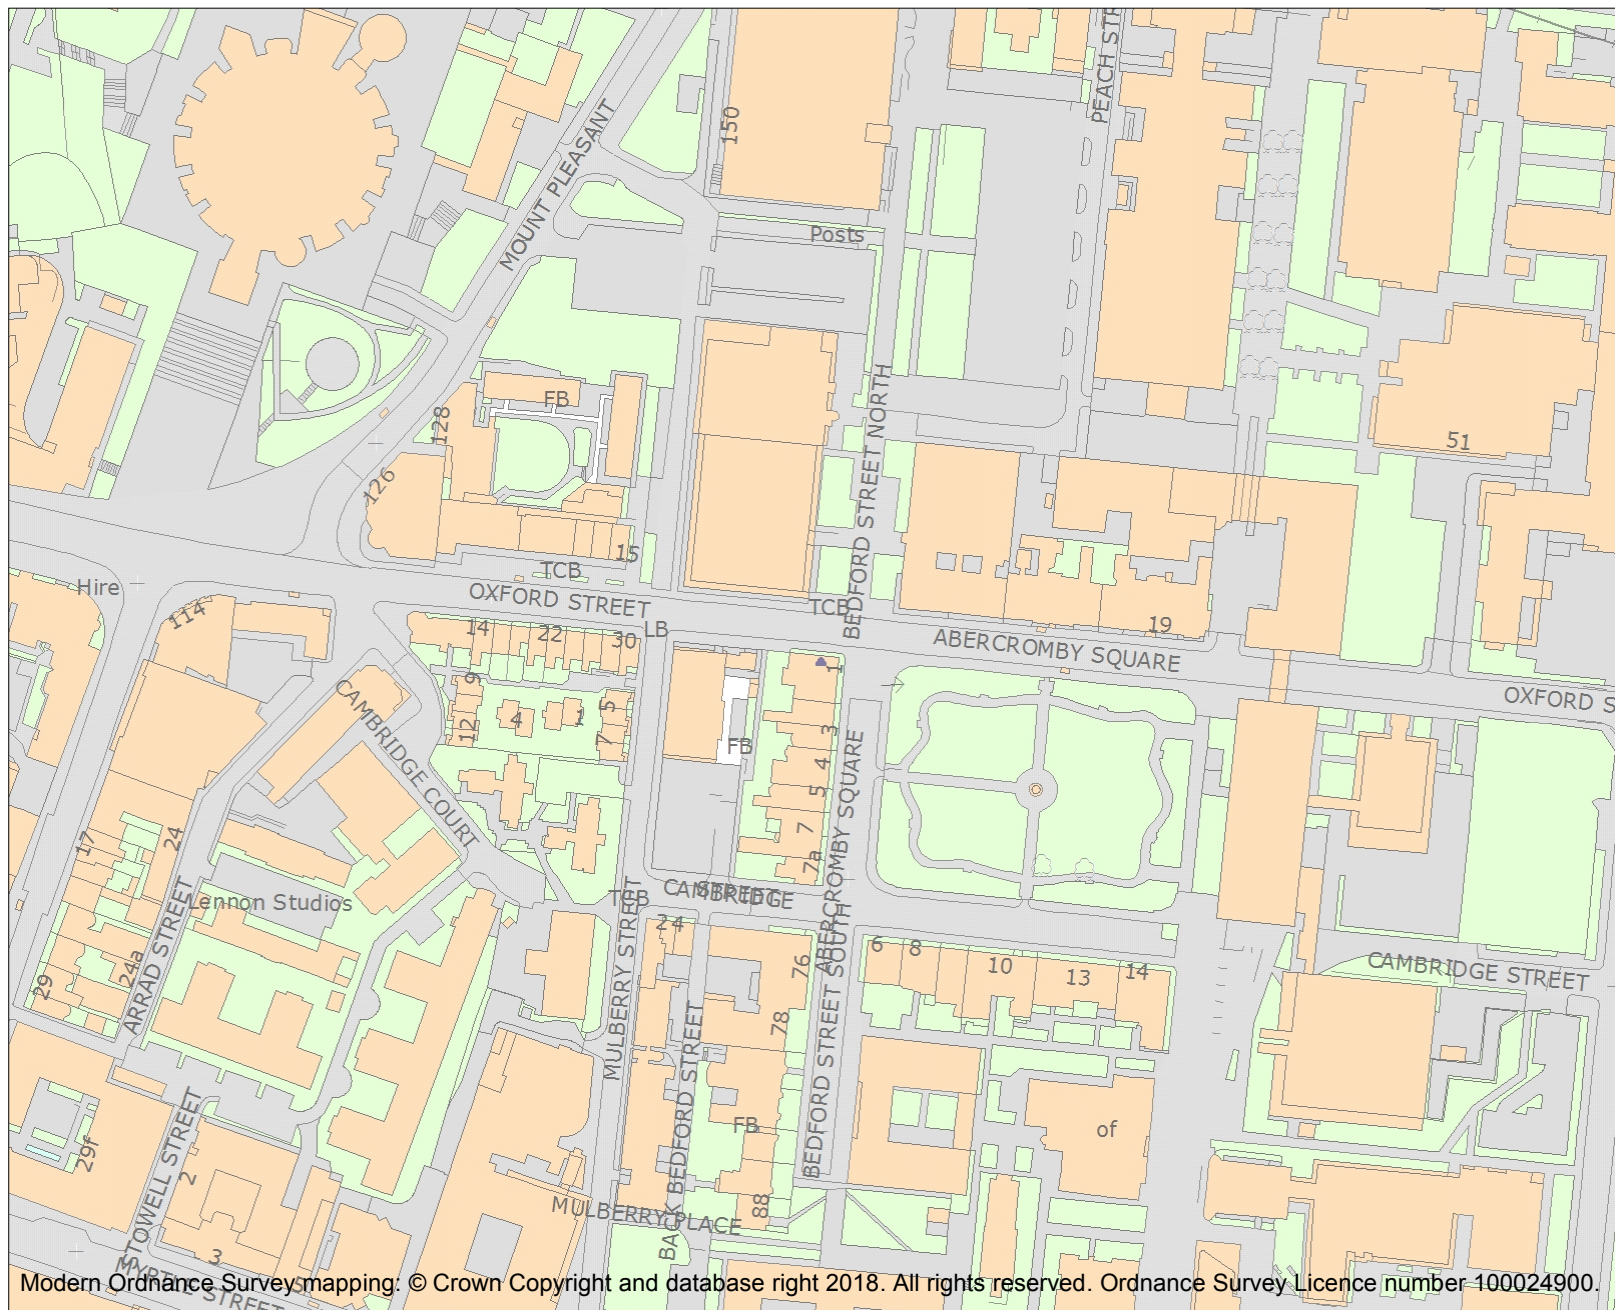 PEACH STR
150
MOUNT PLEASANT
Posts
FB
128
BEDFORD STREET NORTH
51
126
15
TCB
Hire
OXFORD STREET
TCB
114
14
22
30
LB
19
ABERCROMBY SQUARE
1
9
CAMBRIDGE COURT
12
4
1
5
7
OXFORD S
3
FB
4
5
7
7a
ABERCROMBY SQUARE
17
24
Lennon Studios
TCB
CAMBRIDGE
STREET
24
6
8
10
13
14
76
CAMBRIDGE STREET
24a
29
ARRAD STREET
MULBERRY STREET
78
BEDFORD STREET SOUTH
BACK BEDFORD STREET
FB
of
29f
STOWELL STREET
2
88
MULBERRY PLACE
3
5
MYRTLE STREET
Modern Ordnance Survey mapping: © Crown Copyright and database right 2018. All rights reserved. Ordnance Survey Licence number 100024900.